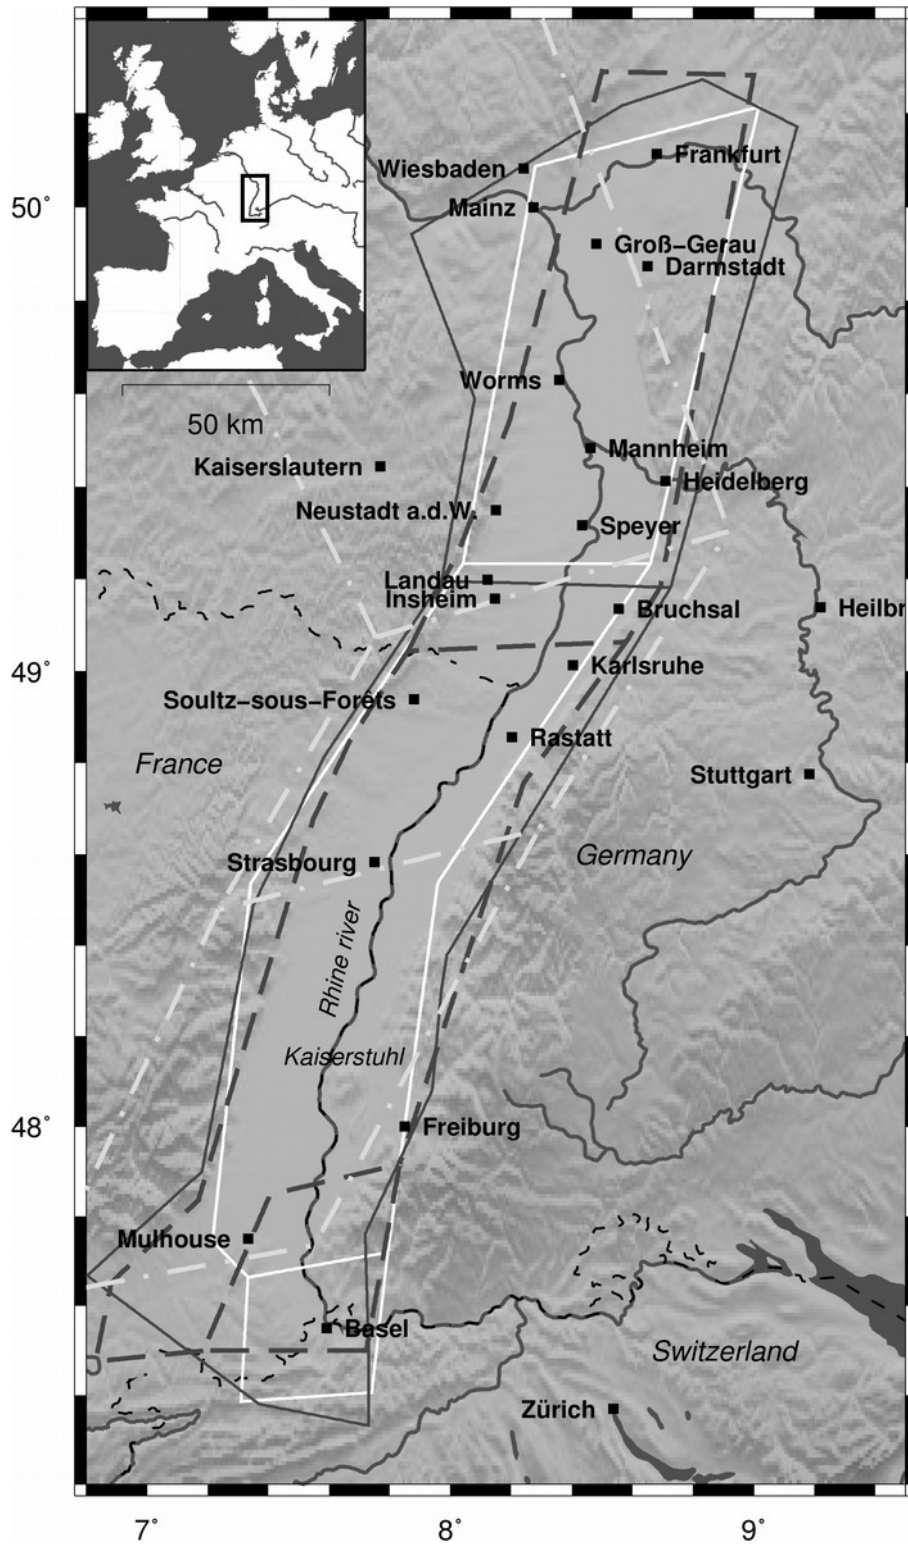 Wiesbaden
Frankfurt
50°
Mainz
Groß-Gerau
Darmstadt
Worms
50 km
Mannheim
Kaiserslautern
Heidelberg
Neustadt a.d.W.
Speyer
Landau
Insheim
Bruchsal
Heilbr
49°
Karlsruhe
Soultz-sous-Forêts
Rastatt
France
Stuttgart
Strasbourg
Germany
Rhine river
Kaiserstuhl
48°
Freiburg
Mulhouse
Basel
Switzerland
Zürich
7°
8°
9°